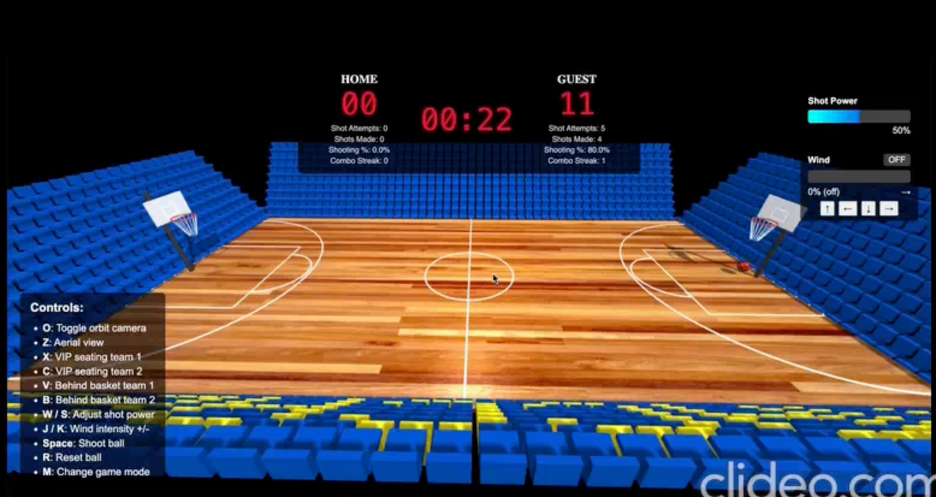 HOME
00
Shot Attempts: 0
Shots Made: 0
Shooting %: 0.0%
Combo Streak: 0
00:22
GUEST
11
Shot Attempts: 5
Shots Made: 4
Shooting %: 80.0%
Combo Streak: 1
Shot Power
50%
Wind OFF
0% (off) →
↑ ← ↓ →
Controls:
• O: Toggle orbit camera
• Z: Aerial view
• X: VIP seating team 1
• C: VIP seating team 2
• V: Behind basket team 1
• B: Behind basket team 2
• W / S: Adjust shot power
• J / K: Wind intensity +/-
• Space: Shoot ball
• R: Reset ball
• M: Change game mode
clideo.com